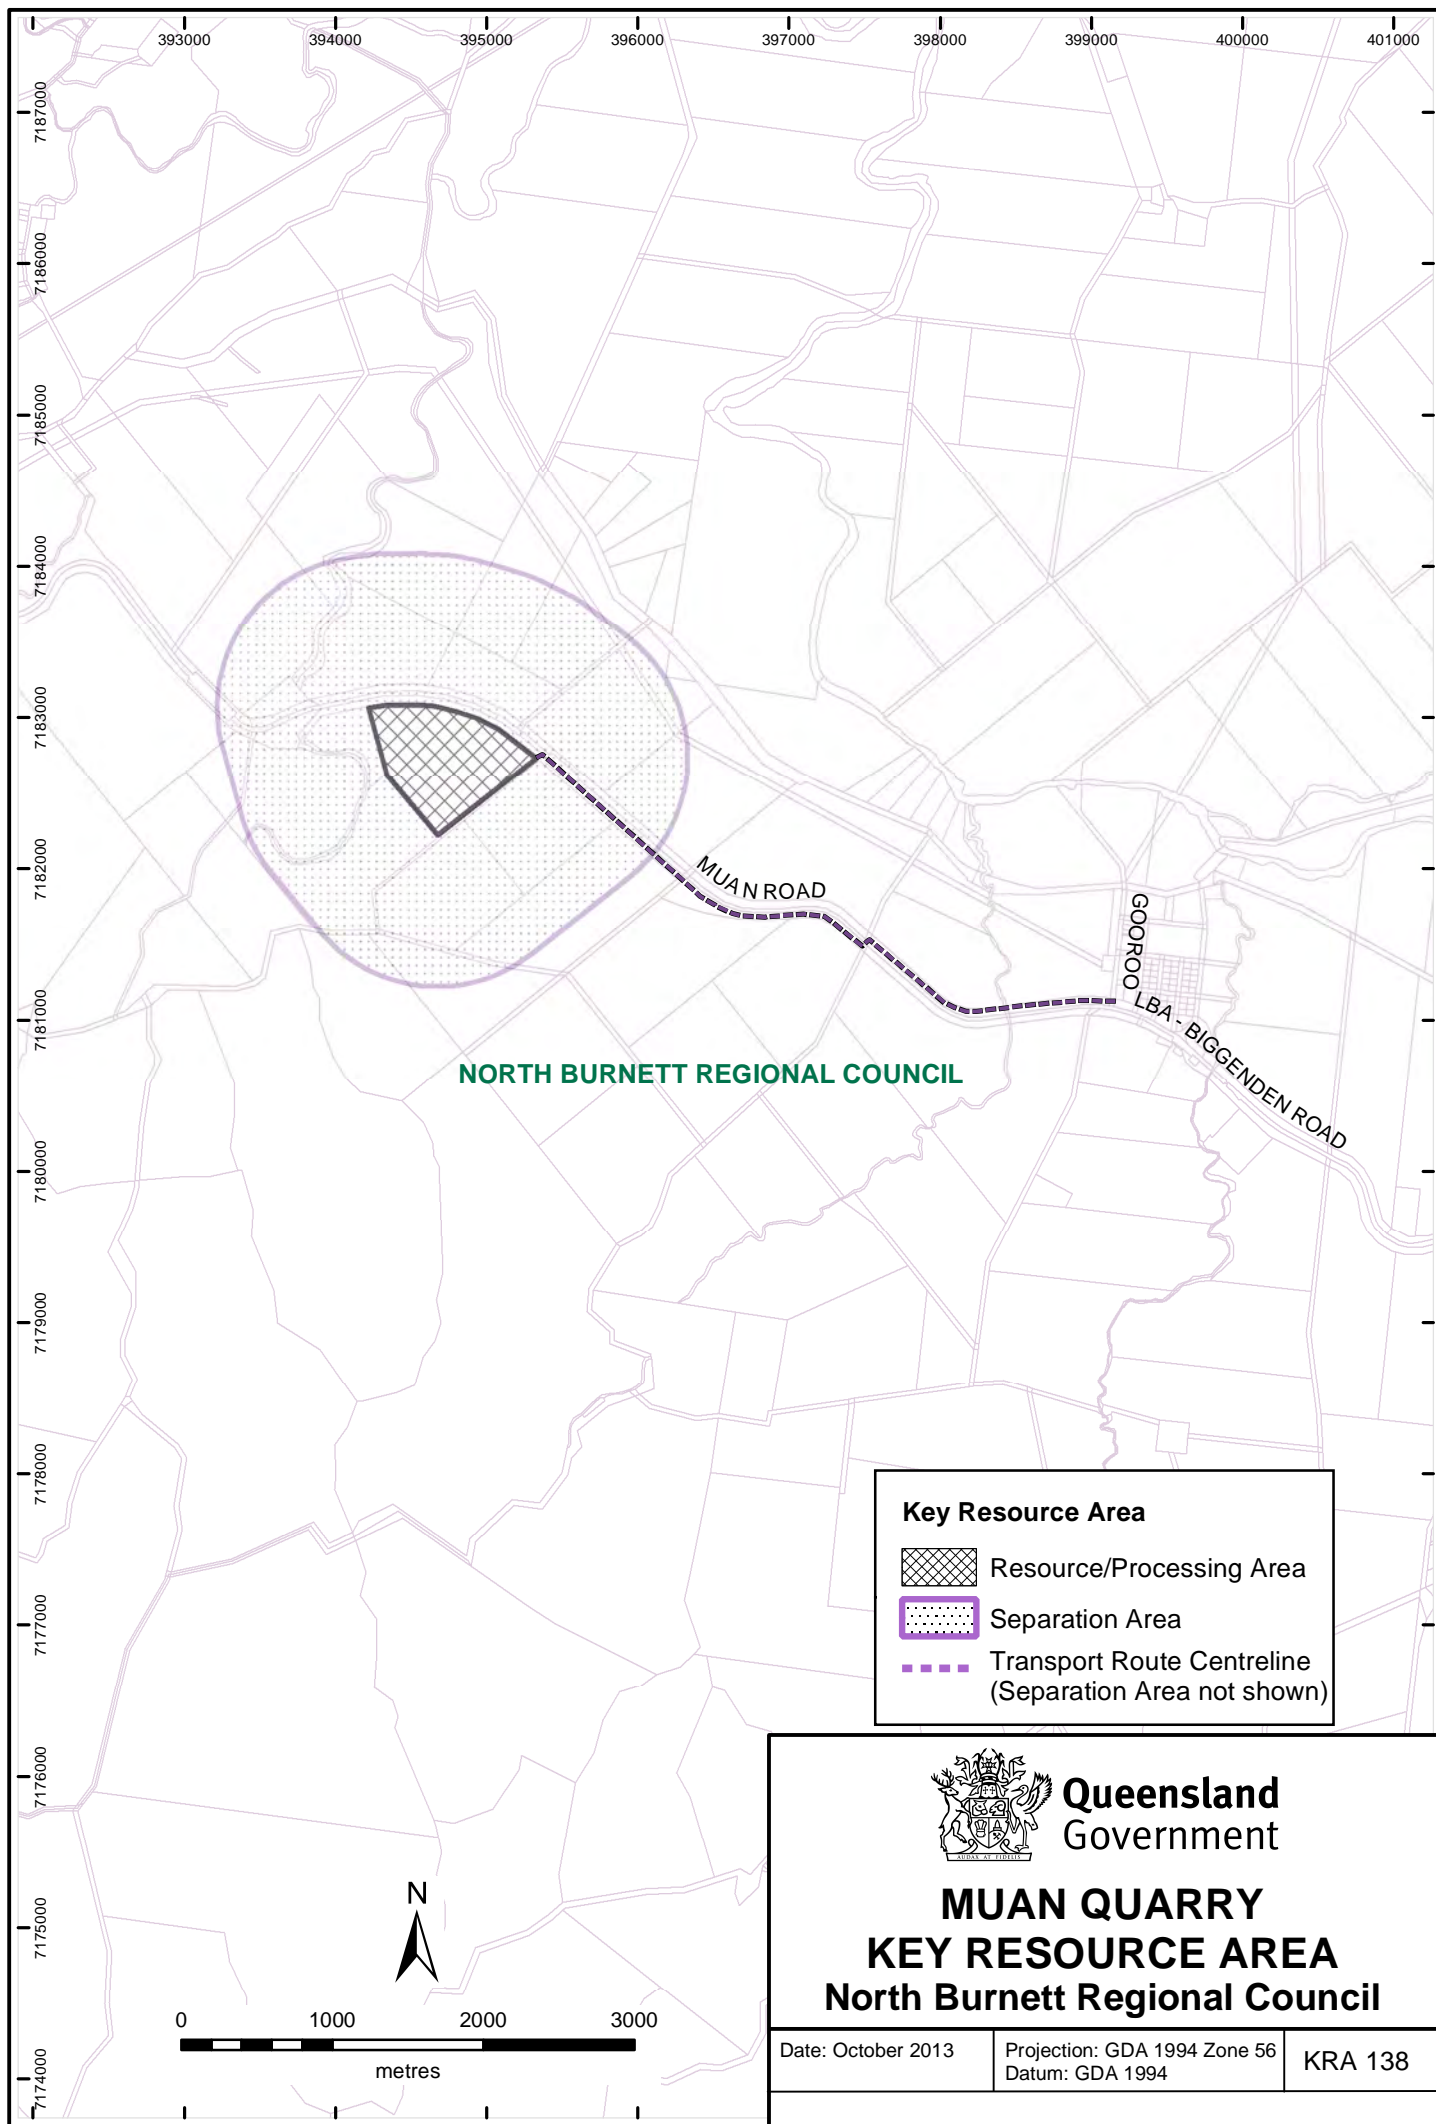 393000
394000
395000
396000
397000
398000
399000
400000
401000
7187000
7186000
7185000
7184000
7183000
7182000
7181000
7180000
7179000
7178000
7177000
7176000
7175000
7174000
MUAN ROAD
GOOROO
LBA - BIGGENDEN ROAD
NORTH BURNETT REGIONAL COUNCIL
Key Resource Area
Resource/Processing Area
Separation Area
Transport Route Centreline
(Separation Area not shown)
AUDAX AT FIDELIS
Queensland
Government
MUAN QUARRY
KEY RESOURCE AREA
North Burnett Regional Council
Date: October 2013
Projection: GDA 1994 Zone 56
Datum: GDA 1994
KRA 138
N
0 1000 2000 3000
metres